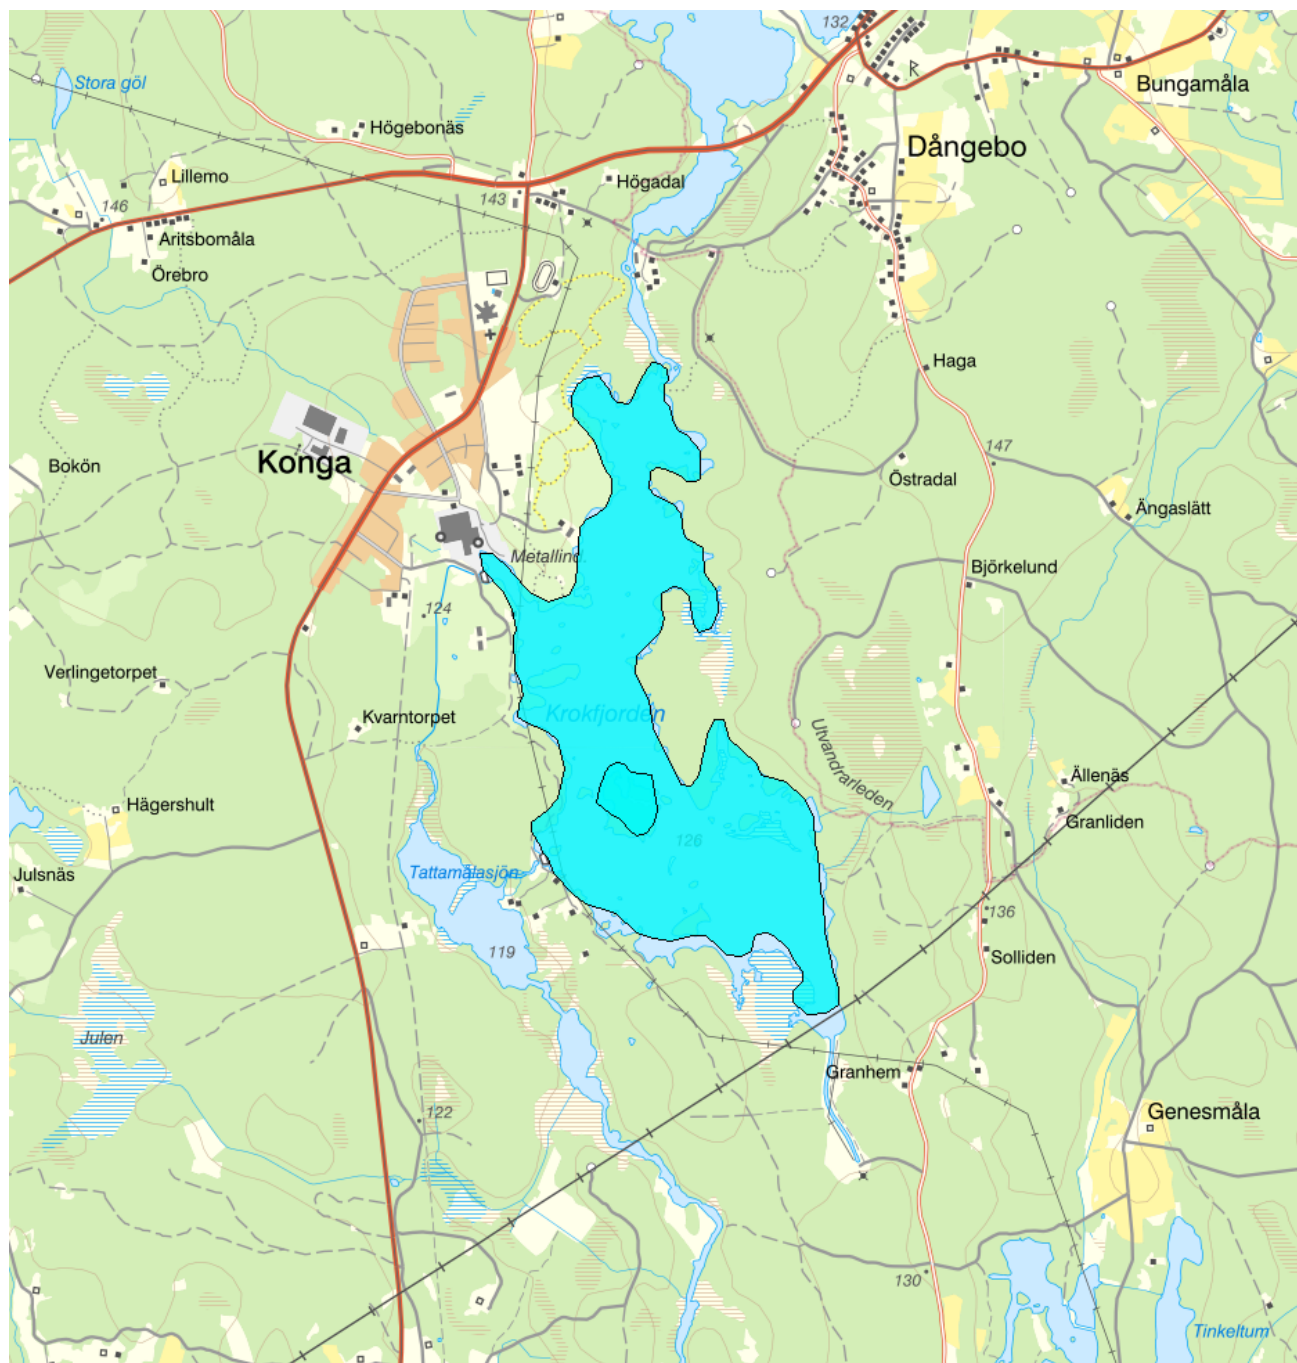 132
Stora göl
Bungamåla
Högebonäs
Dångebo
Lillemo
Högadal
143
146
Aritsbomåla
Örebro
Haga
147
Konga
Bokön
Östradal
Ängaslätt
Metallind.
Björkelund
124
Verlingetorpet
Krokfjorden
Kvarntorpet
Utvandrarleden
Ällenäs
Hägershult
Granliden
126
Julsnäs
Tattamålasjön
136
119
Solliden
Julen
Granhem
122
Genesmåla
130
Tinkeltum